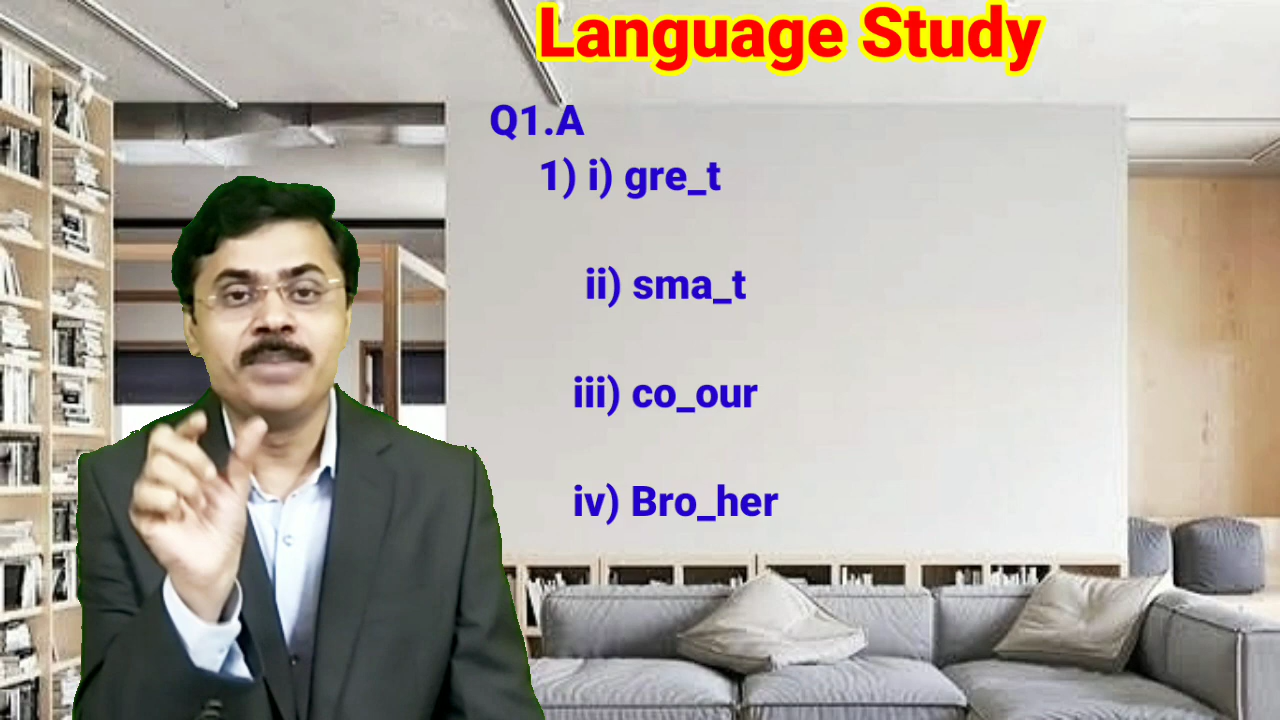 Language Study
Q1.A
1) i) gre_t
ii) sma_t
iii) co_our
iv) Bro_her